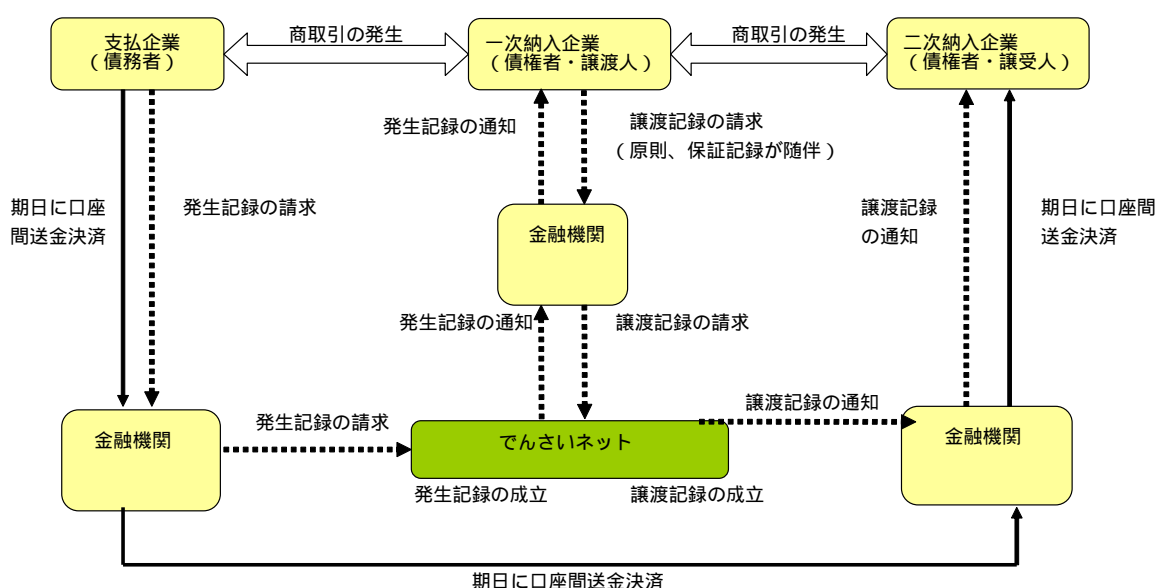 支払企業
(債務者)
商取引の発生
一次納入企業
(債権者・譲渡人)
商取引の発生
二次納入企業
(債権者・譲受人)
発生記録の通知
譲渡記録の請求
(原則、保証記録が随伴)
期日に口座
間送金決済
発生記録の請求
金融機関
譲渡記録
の通知
期日に口座間
送金決済
発生記録の通知
譲渡記録の請求
金融機関
発生記録の請求
でんさいネット
譲渡記録の通知
金融機関
発生記録の成立
譲渡記録の成立
期日に口座間送金決済